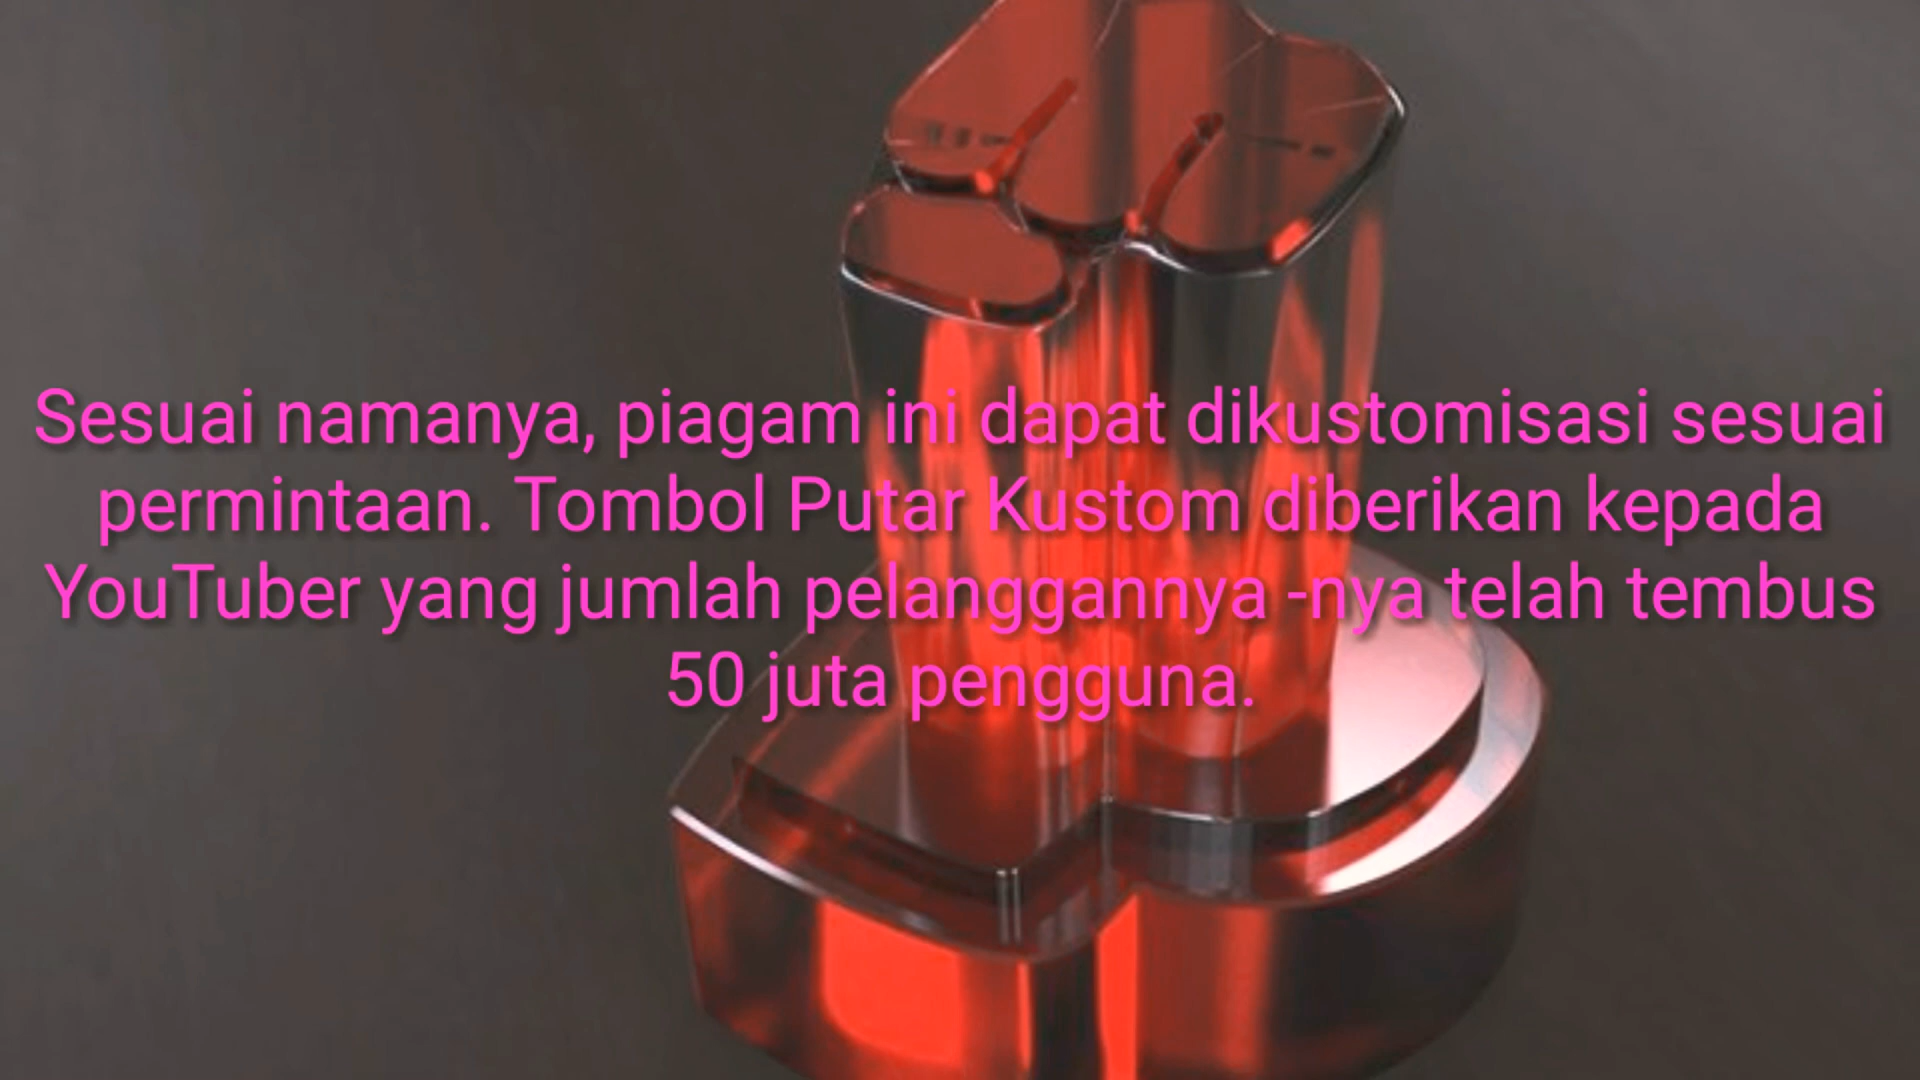 Sesuai namanya, piagam ini dapat dikustomisasi sesuai
permintaan. Tombol Putar Kustom diberikan kepada
YouTuber yang jumlah pelanggannya -nya telah tembus
50 juta pengguna.